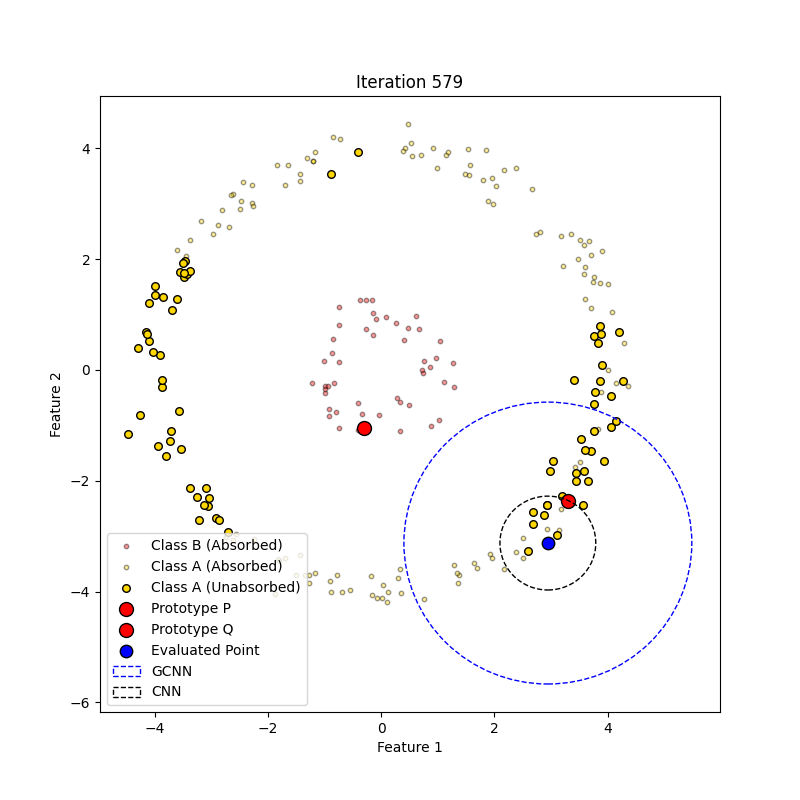 Iteration 579
4
2
0
−2
−4
−6
Feature 2
Class B (Absorbed)
Class A (Absorbed)
Class A (Unabsorbed)
Prototype P
Prototype Q
Evaluated Point
GCNN
CNN
−4
−2
0
2
4
Feature 1